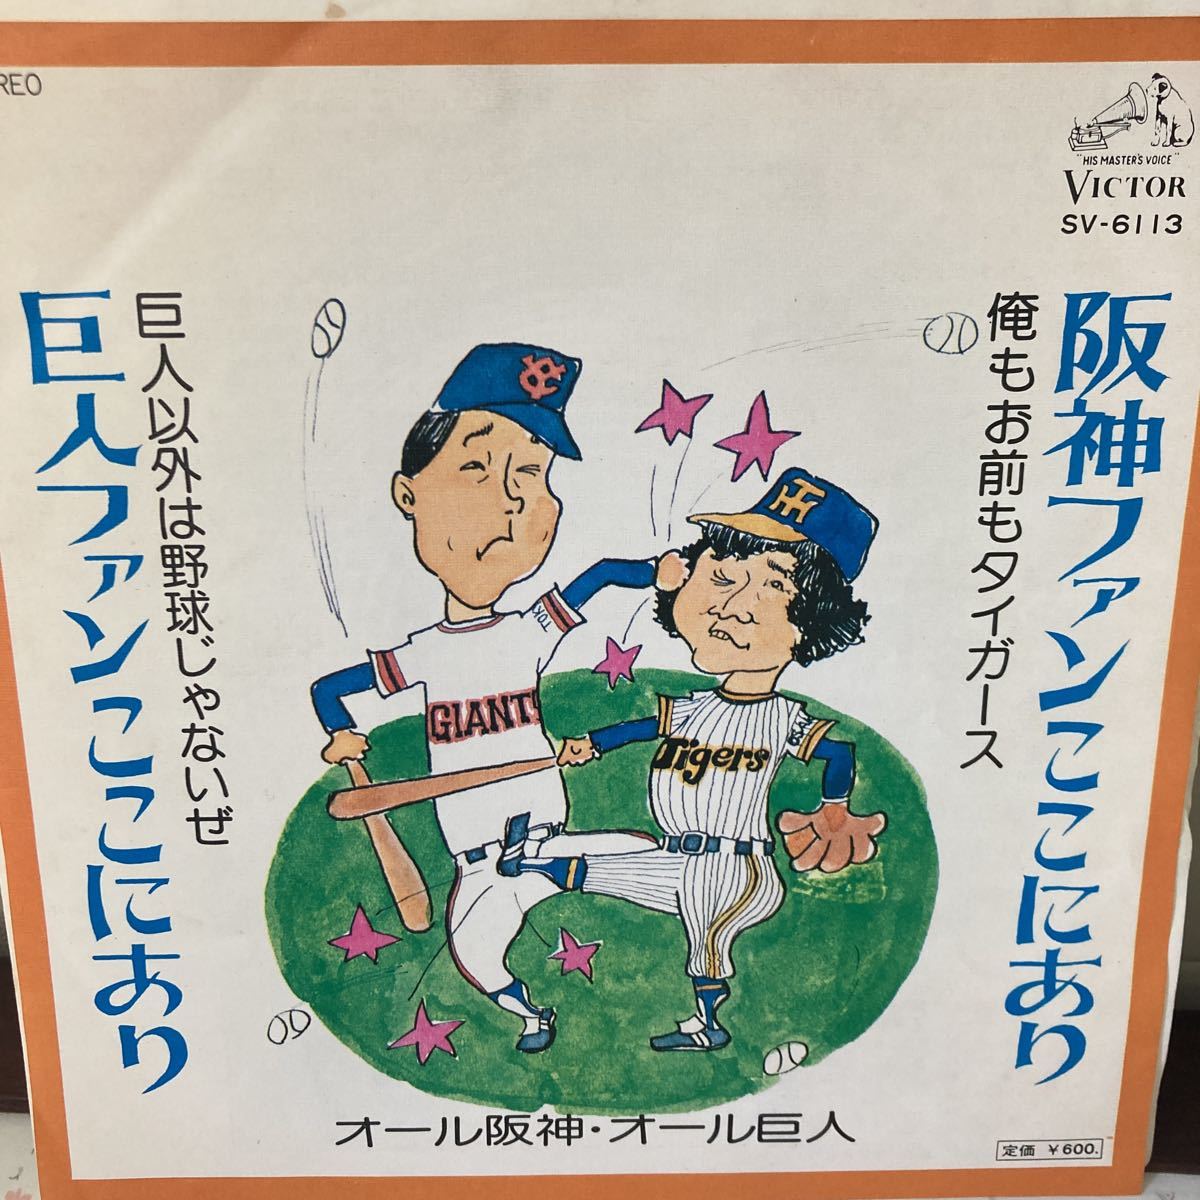 REO
"HIS MASTER'S VOICE"
VICTOR
SV-6113
阪神ファンここにあり
俺もお前もタイガース
巨人以外は野球じゃないぜ
巨人ファンここにあり
GIANTS
Tigers
オール阪神・オール巨人
定価 ¥600.